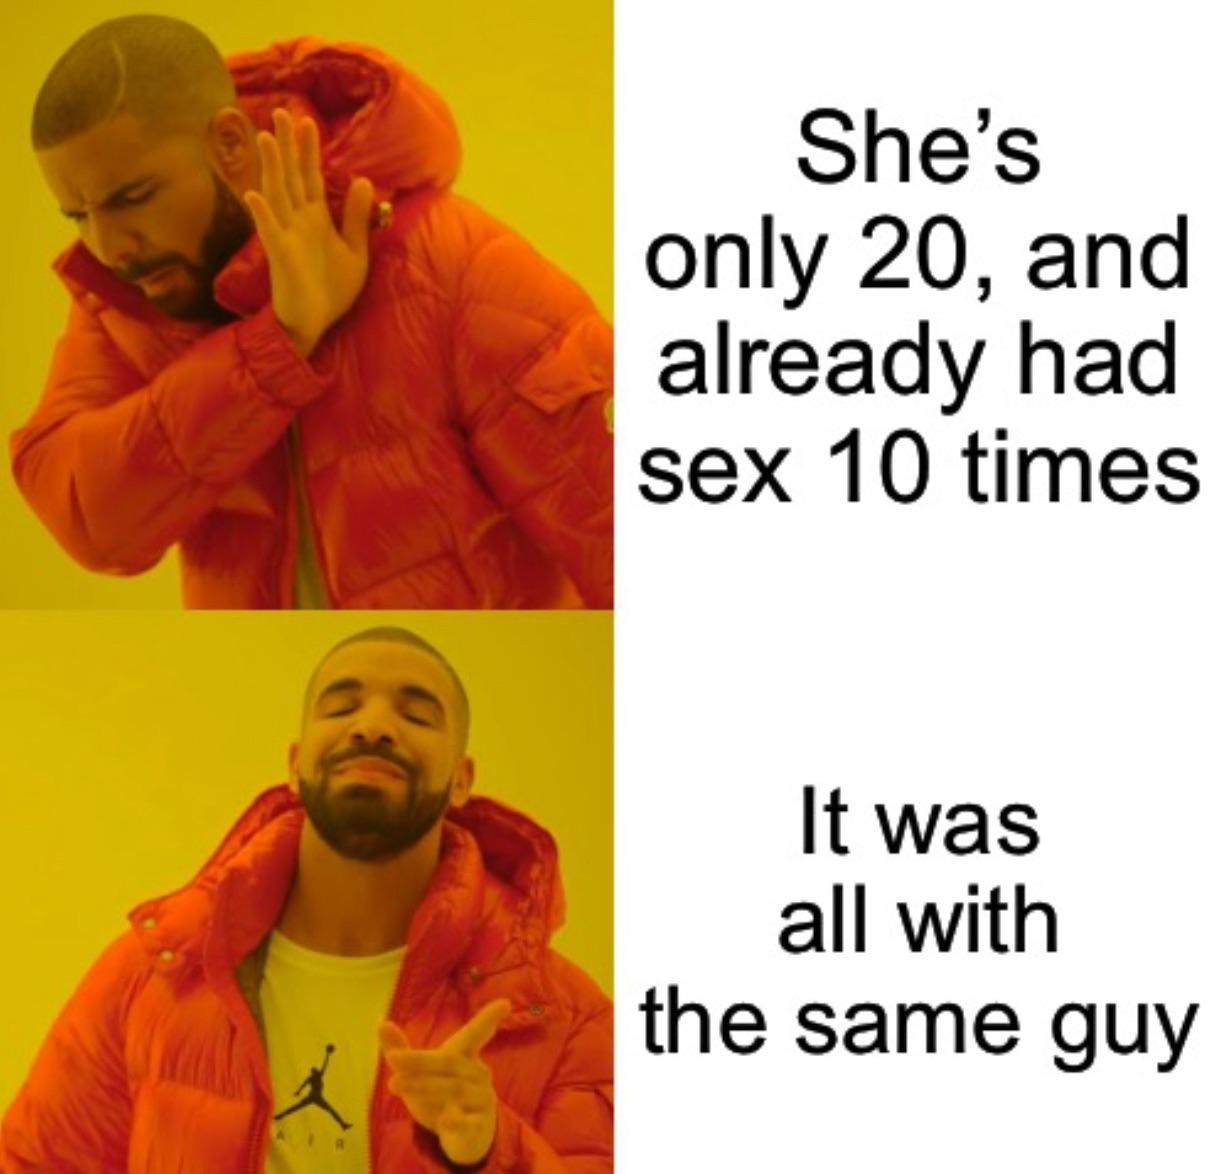 She’s
only 20, and
already had
sex 10 times
It was
all with
the same guy
A I R